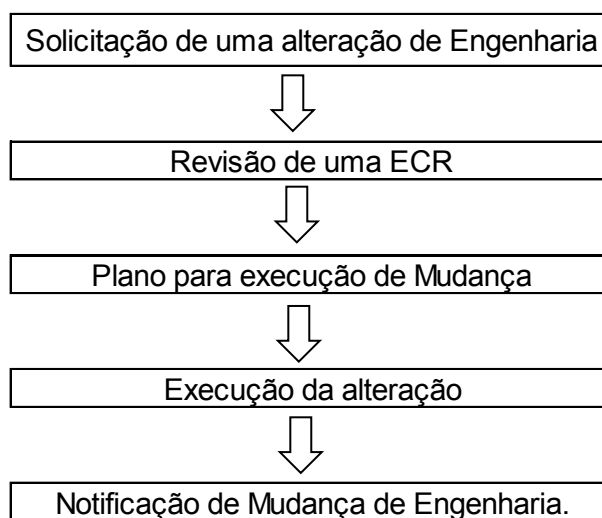 Solicitação de uma alteração de Engenharia
Revisão de uma ECR
Plano para execução de Mudança
Execução da alteração
Notificação de Mudança de Engenharia.